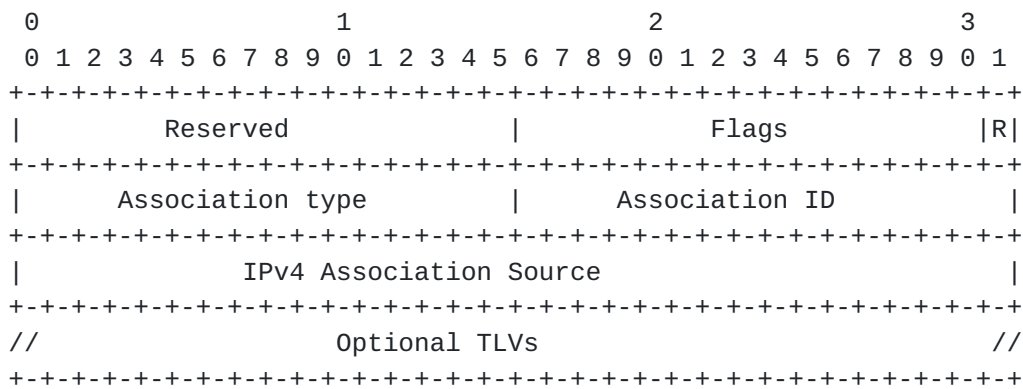 0                   1                   2                   3
 0 1 2 3 4 5 6 7 8 9 0 1 2 3 4 5 6 7 8 9 0 1 2 3 4 5 6 7 8 9 0 1
+-+-+-+-+-+-+-+-+-+-+-+-+-+-+-+-+-+-+-+-+-+-+-+-+-+-+-+-+-+-+-+-+
|         Reserved              |            Flags            |R|
+-+-+-+-+-+-+-+-+-+-+-+-+-+-+-+-+-+-+-+-+-+-+-+-+-+-+-+-+-+-+-+-+
|      Association type         |      Association ID           |
+-+-+-+-+-+-+-+-+-+-+-+-+-+-+-+-+-+-+-+-+-+-+-+-+-+-+-+-+-+-+-+-+
|              IPv4 Association Source                          |
+-+-+-+-+-+-+-+-+-+-+-+-+-+-+-+-+-+-+-+-+-+-+-+-+-+-+-+-+-+-+-+-+
//                   Optional TLVs                             //
+-+-+-+-+-+-+-+-+-+-+-+-+-+-+-+-+-+-+-+-+-+-+-+-+-+-+-+-+-+-+-+-+